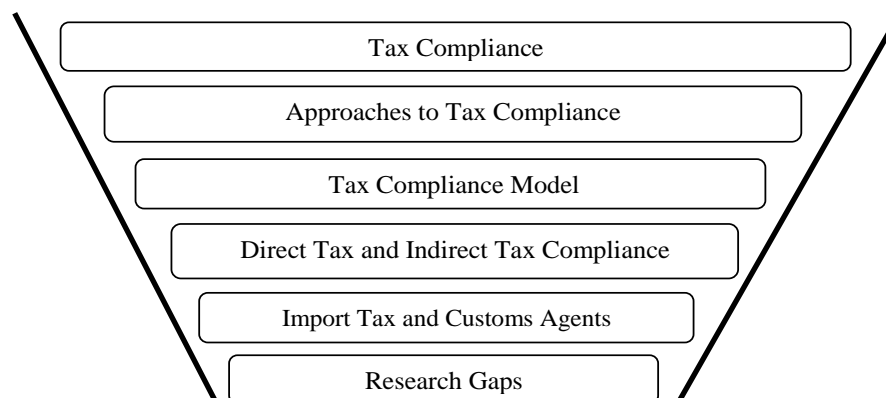 Tax Compliance
Approaches to Tax Compliance
Tax Compliance Model
Direct Tax and Indirect Tax Compliance
Import Tax and Customs Agents
Research Gaps